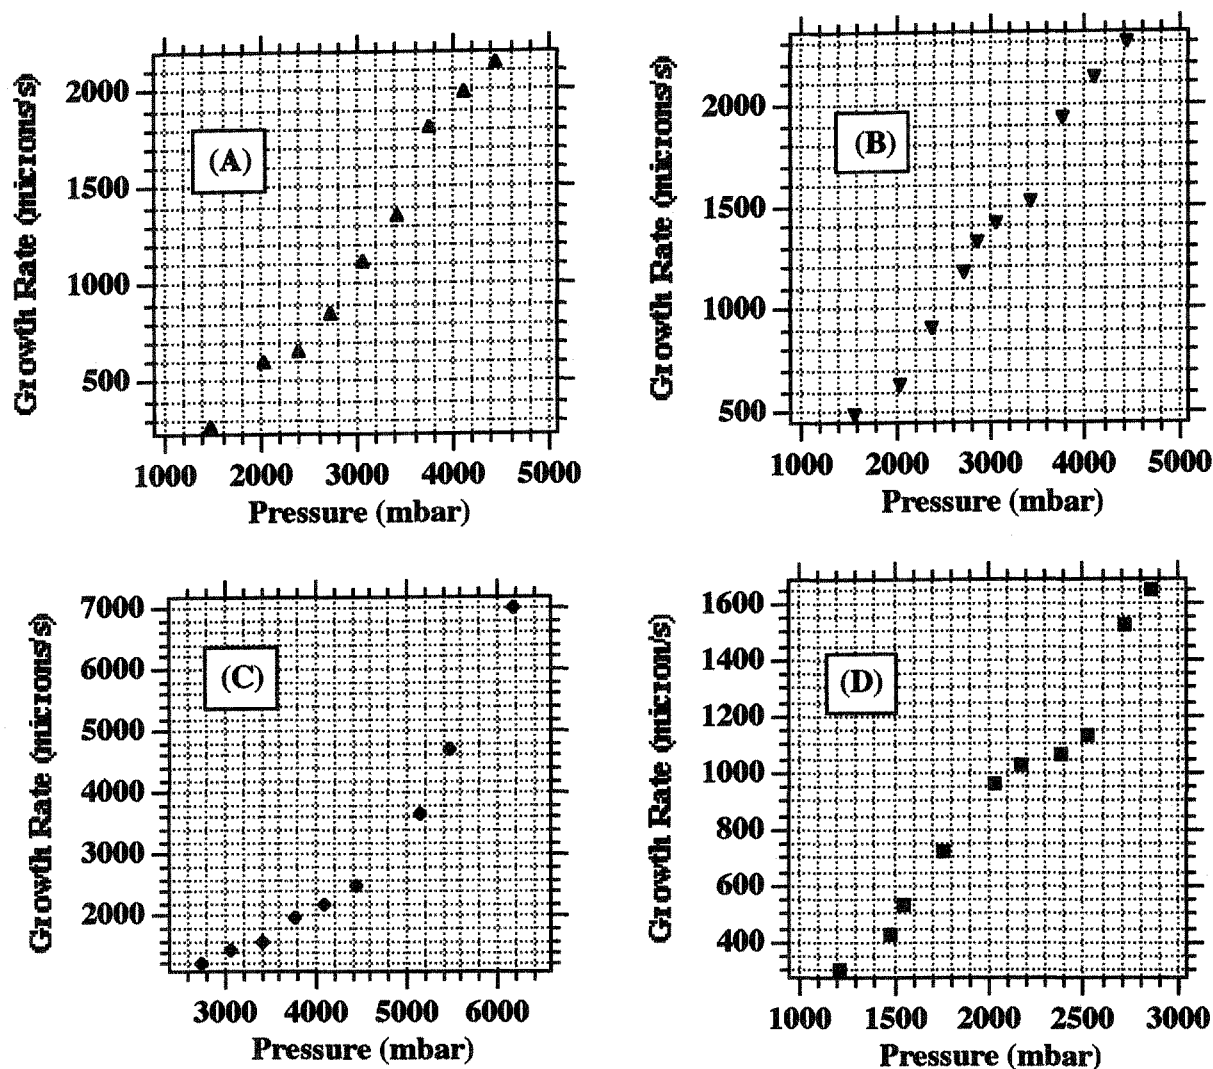 Growth Rate (microns/s)
2000
1500
1000
500
(A)
1000 2000 3000 4000 5000
Pressure (mbar)
Growth Rate (microns/s)
2000
1500
1000
500
(B)
1000 2000 3000 4000 5000
Pressure (mbar)
Growth Rate (microns/s)
7000
6000
5000
4000
3000
2000
(C)
3000 4000 5000 6000
Pressure (mbar)
Growth Rate (micron/s)
1600
1400
1200
1000
800
600
400
(D)
1000 1500 2000 2500 3000
Pressure (mbar)